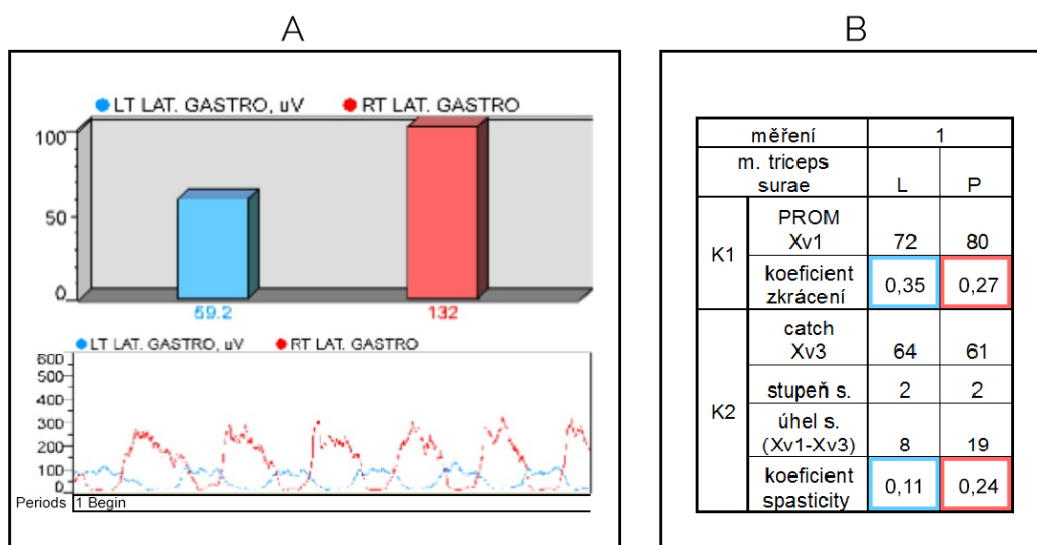 A
LT LAT. GASTRO, uV RT LAT. GASTRO
100
50
0
59.2 132
LT LAT. GASTRO, uV RT LAT. GASTRO
600
500
400
300
200
100
0
Periods 1 Begin
B
měření 1
m. triceps
surae L P
K1
PROM
Xv1 72 80
koeficient
zkrácení 0,35 0,27
K2
catch
Xv3 64 61
stupeň s. 2 2
úhel s.
(Xv1-Xv3) 8 19
koeficient
spasticity 0,11 0,24